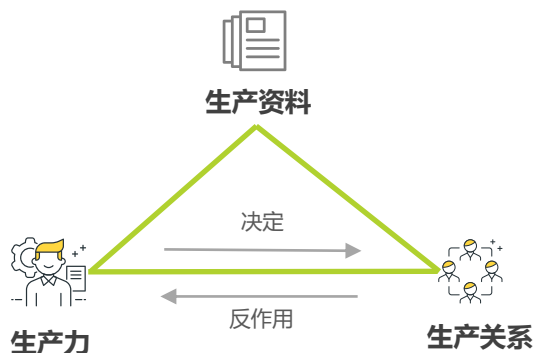 生产资料
决定
反作用
生产力
生产关系